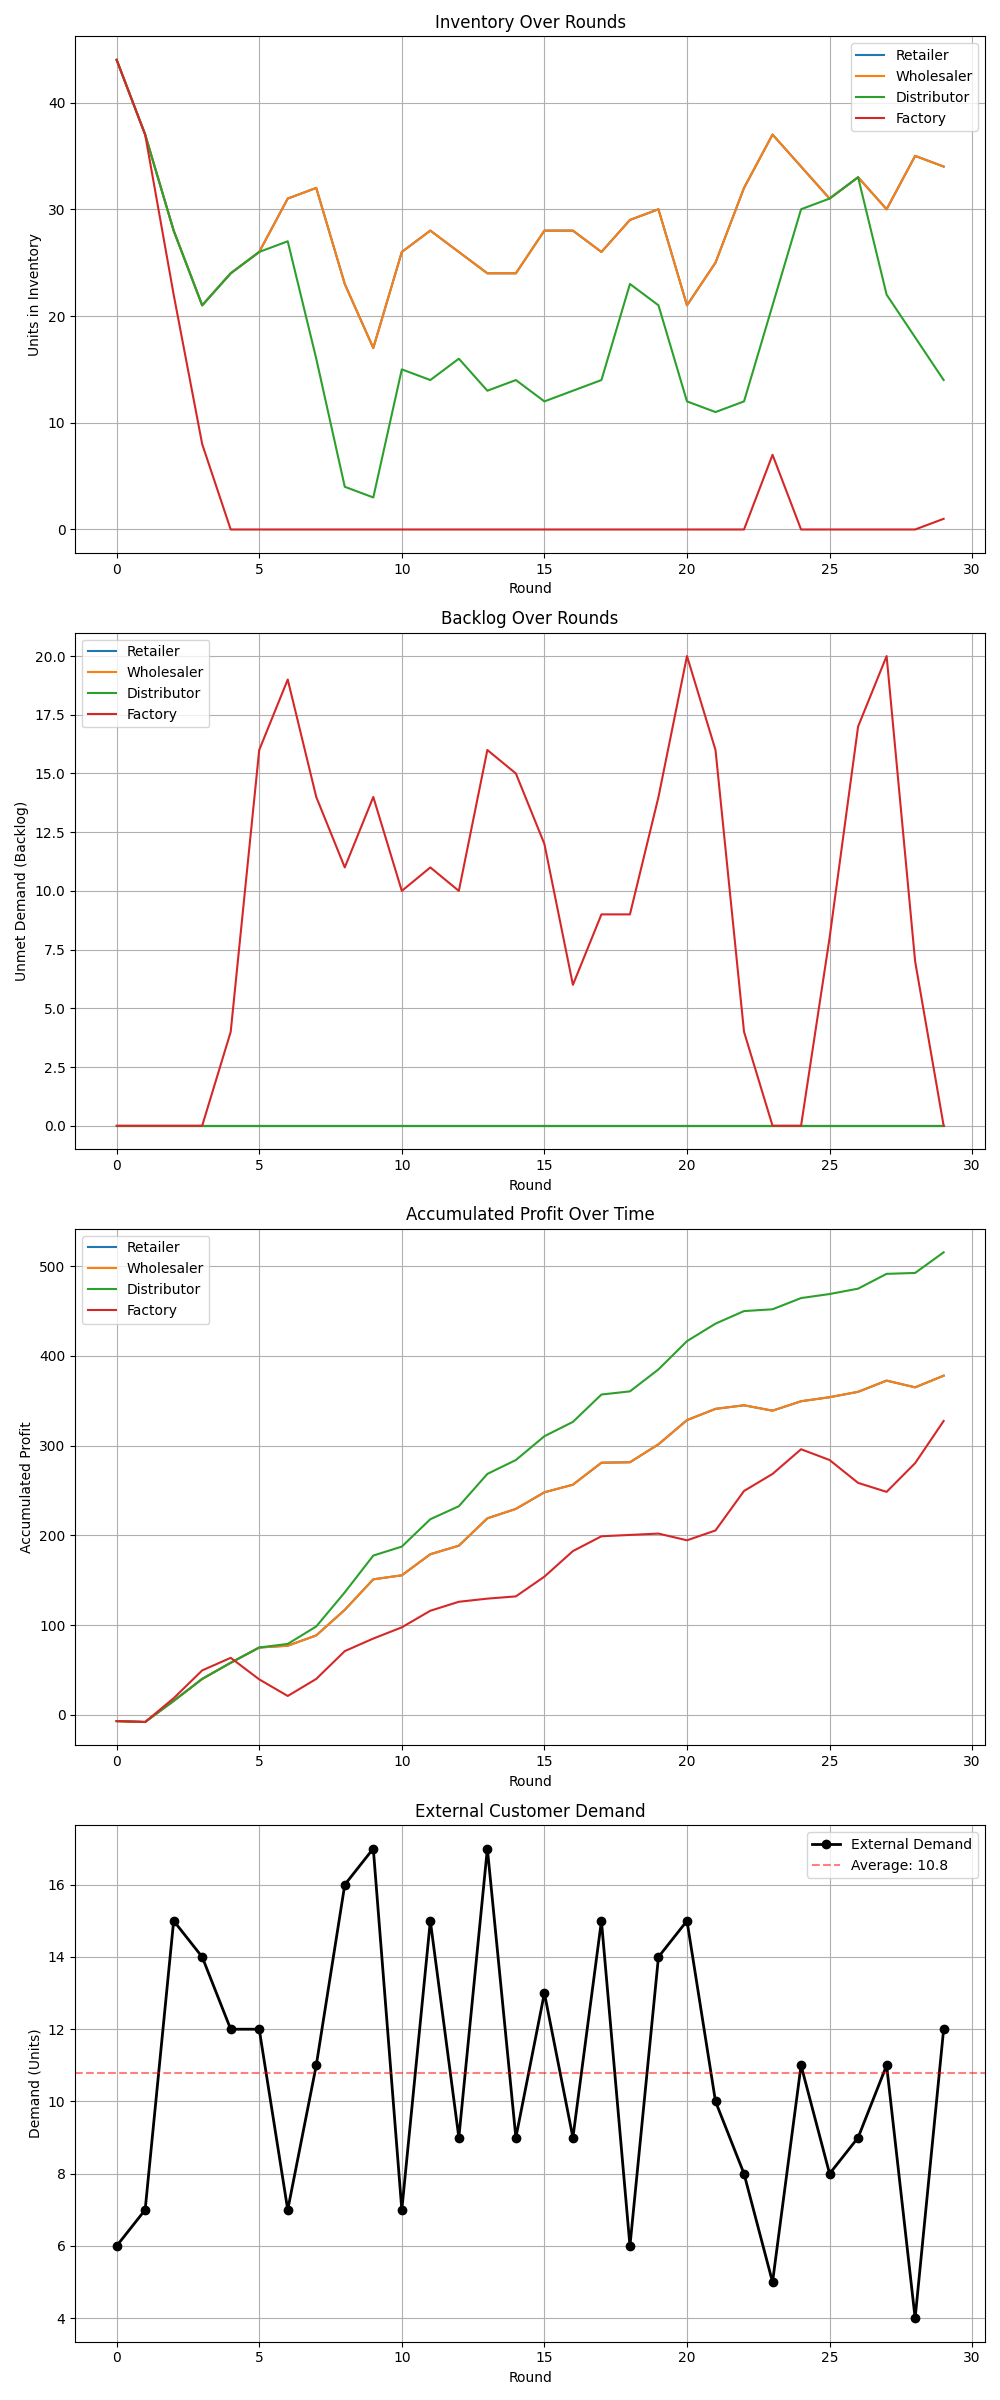 Inventory Over Rounds
Units in Inventory
40
30
20
10
0
Retailer
Wholesaler
Distributor
Factory
0 5 10 15 20 25 30
Round
Backlog Over Rounds
Unmet Demand (Backlog)
20.0
17.5
15.0
12.5
10.0
7.5
5.0
2.5
0.0
Retailer
Wholesaler
Distributor
Factory
0 5 10 15 20 25 30
Round
Accumulated Profit Over Time
Accumulated Profit
500
400
300
200
100
0
Retailer
Wholesaler
Distributor
Factory
0 5 10 15 20 25 30
Round
External Customer Demand
Demand (Units)
16
14
12
10
8
6
4
External Demand
Average: 10.8
0 5 10 15 20 25 30
Round